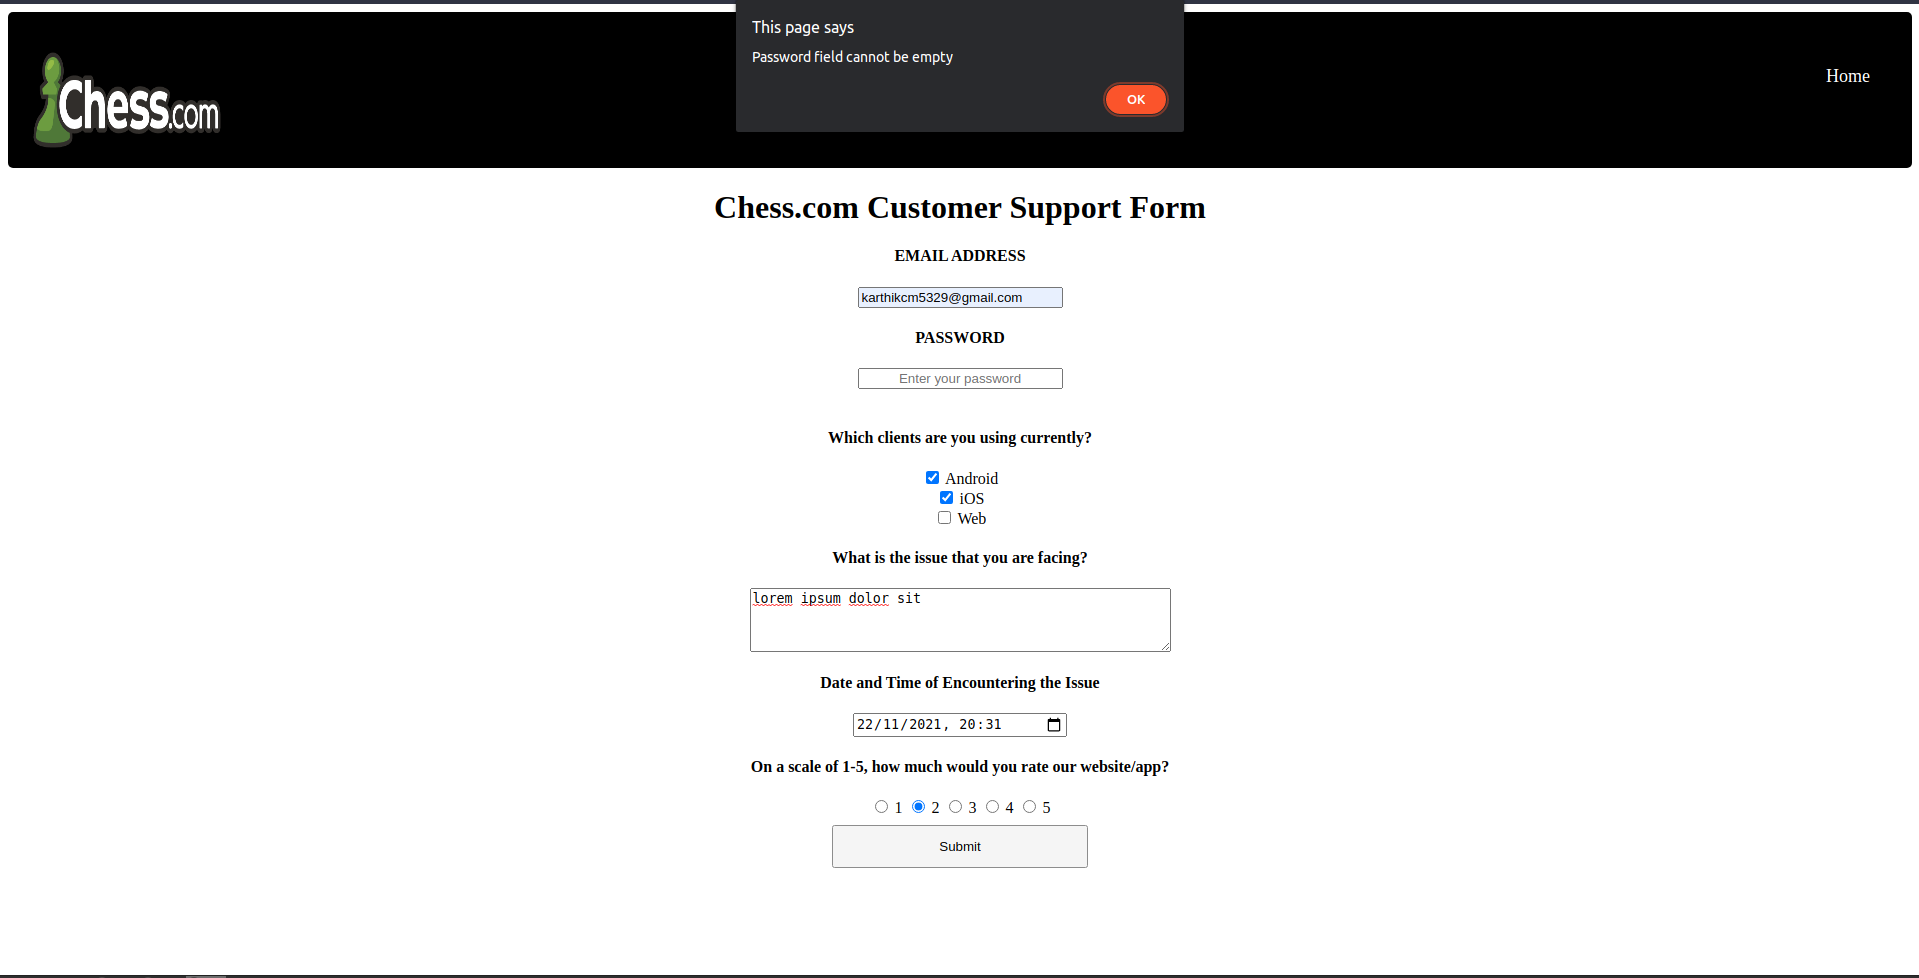 This page says
Password field cannot be empty
OK
Chess.com
Home
Chess.com Customer Support Form
EMAIL ADDRESS
karthikcm5329@gmail.com
PASSWORD
Enter your password
Which clients are you using currently?
Android
iOS
Web
What is the issue that you are facing?
lorem ipsum dolor sit
Date and Time of Encountering the Issue
22/11/2021, 20:31
On a scale of 1-5, how much would you rate our website/app?
1 2 3 4 5
Submit